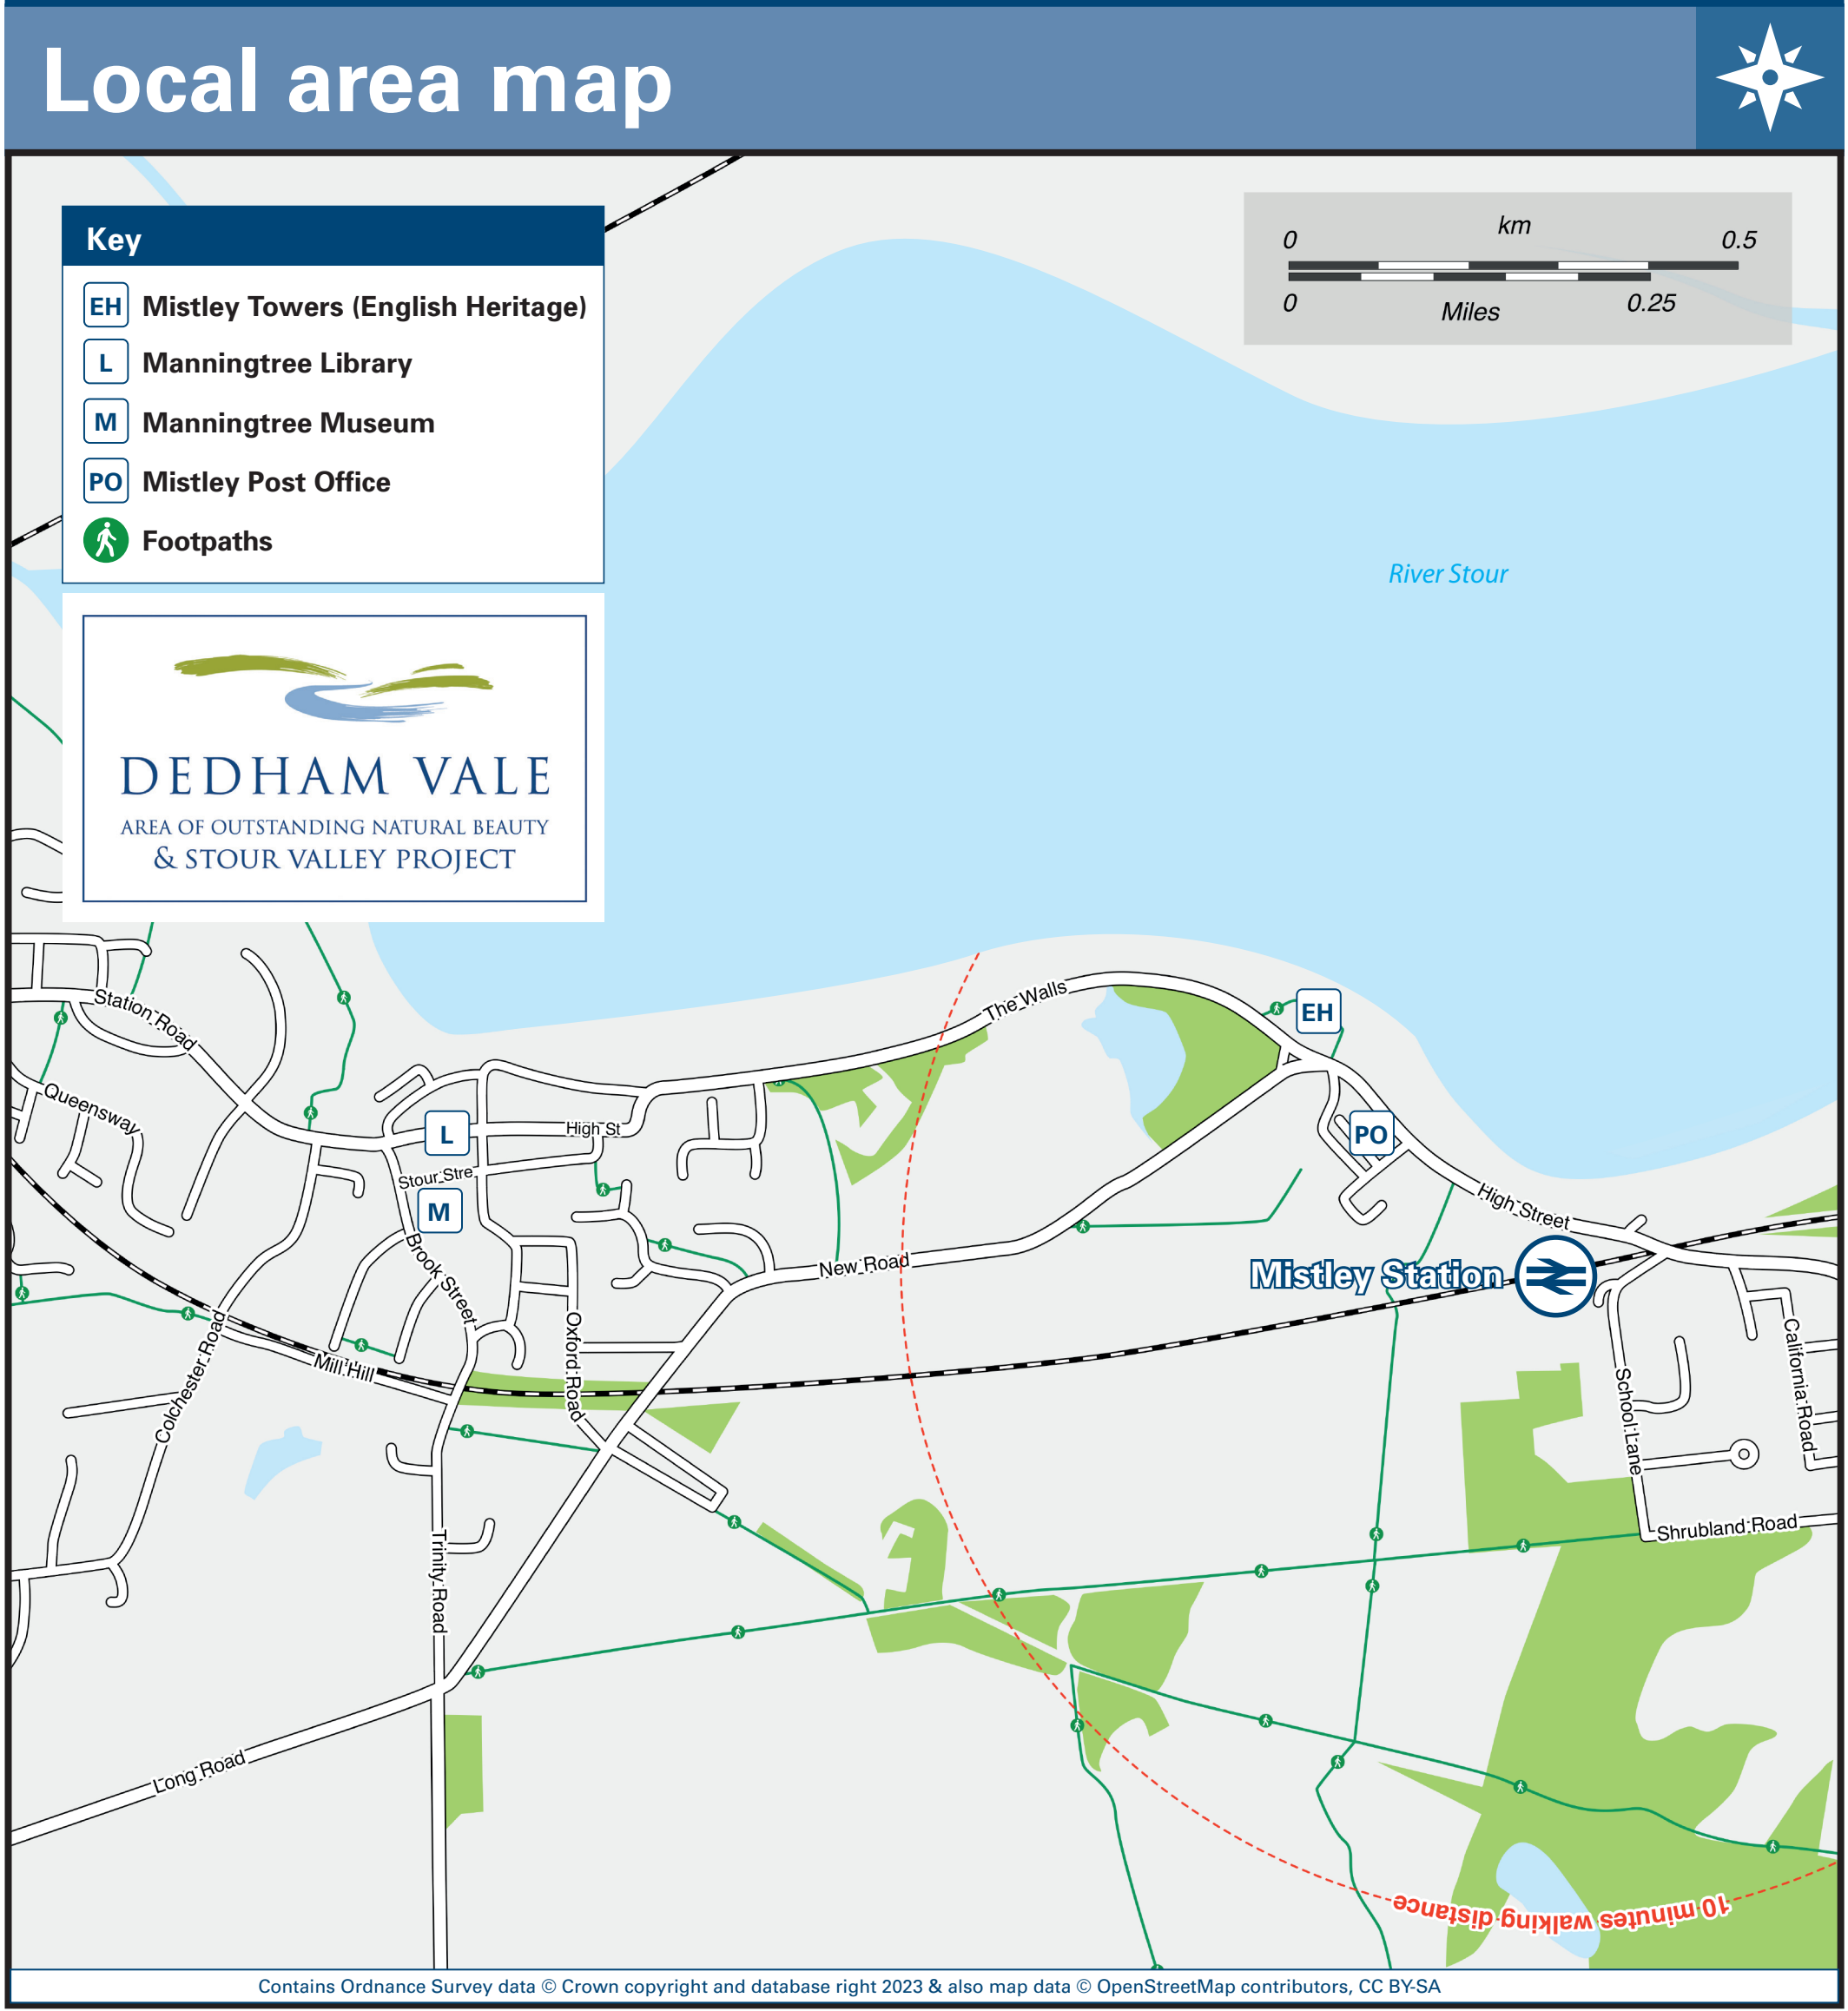 Local area map
Key
EH Mistley Towers (English Heritage)
L Manningtree Library
M Manningtree Museum
PO Mistley Post Office
Footpaths
km
0 0.5
0 0.25
Miles
River Stour
DEDHAM VALE
AREA OF OUTSTANDING NATURAL BEAUTY
& STOUR VALLEY PROJECT
Station Road
The Walls
EH
Queensway
L
High St
PO
Stour Stre
M
High Street
Brook Street
New Road
Mistley Station
Oxford Road
Mill Hill
Colchester Road
California Road
School Lane
Trinity Road
Shrubland Road
Long Road
10 minutes walking distance
Contains Ordnance Survey data © Crown copyright and database right 2023 & also map data © OpenStreetMap contributors, CC BY-SA